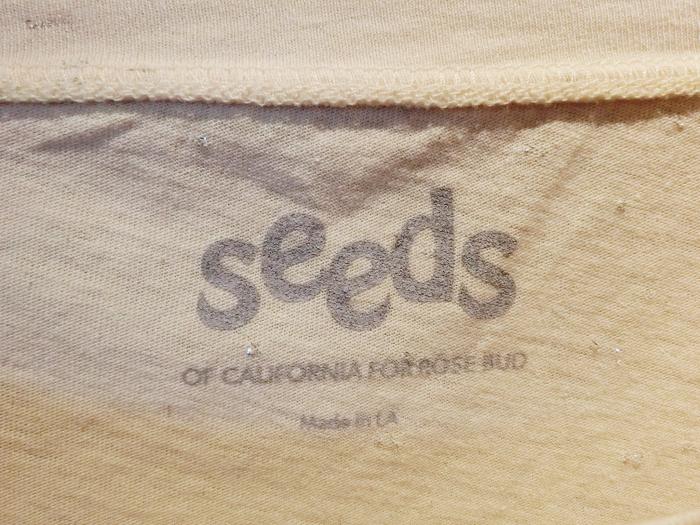 seeds
OF CALIFORNIA FOR ROSE BUD
Made in LA